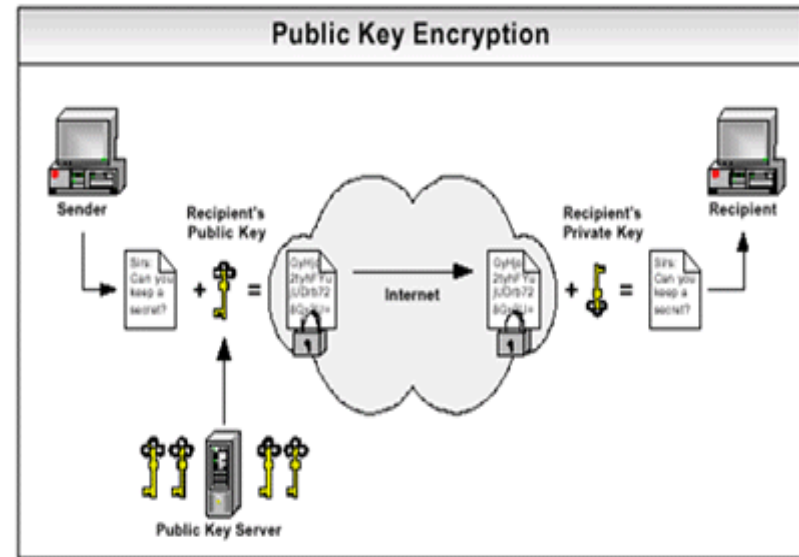 Public Key Encryption
Sender
Recipient's
Public Key
Recipient's
Private Key
Recipient
Sirs:
Can you
keep a
secret?
+
=
Internet
+
=
Sirs:
Can you
keep a
secret?
Public Key Server